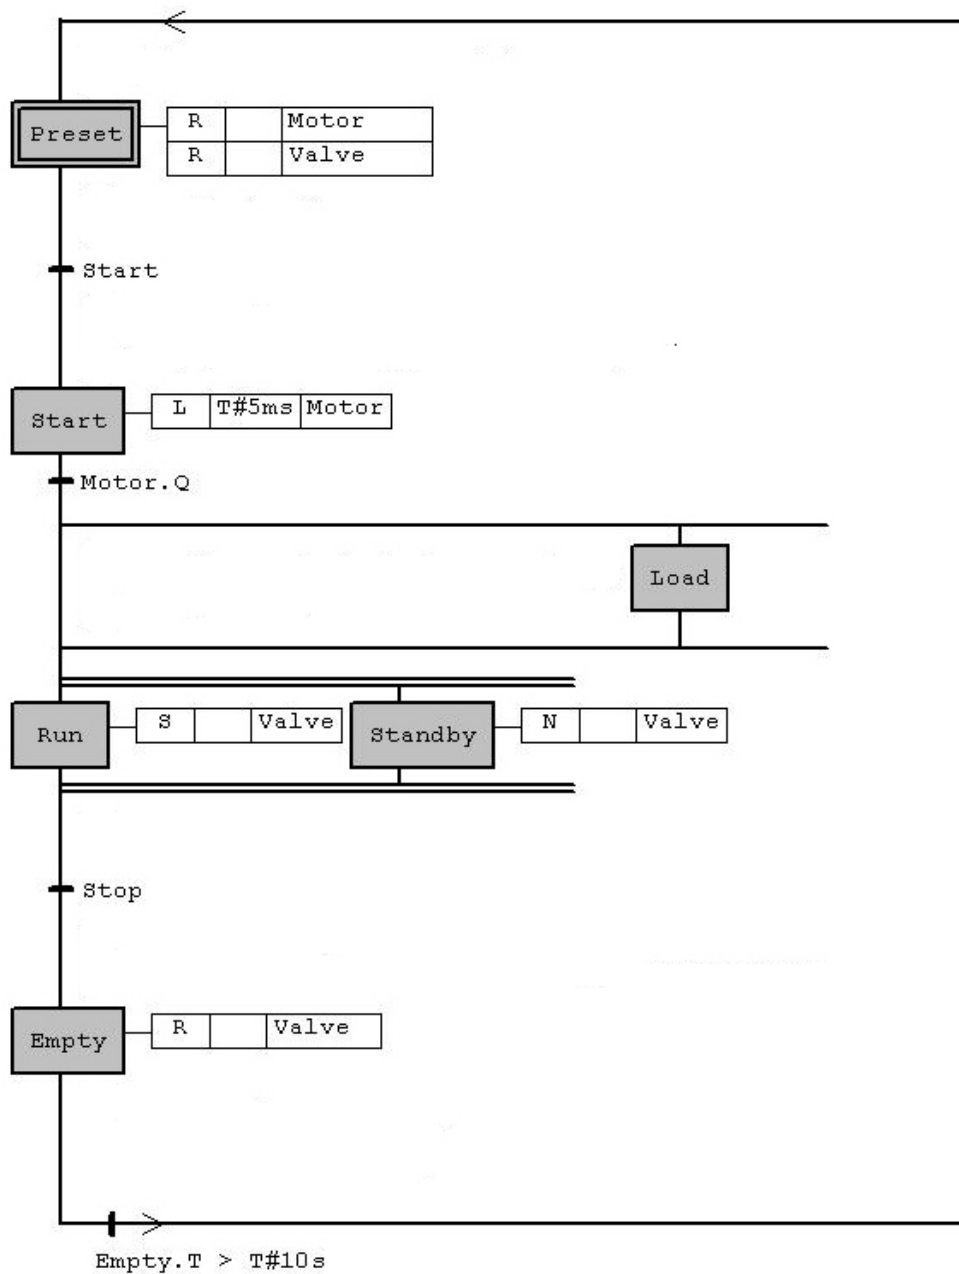 R Motor
Preset
R Valve
Start
Start L T#5ms Motor
Motor.Q
Load
Run S Valve Standby N Valve
Stop
Empty R Valve
Empty.T > T#10s